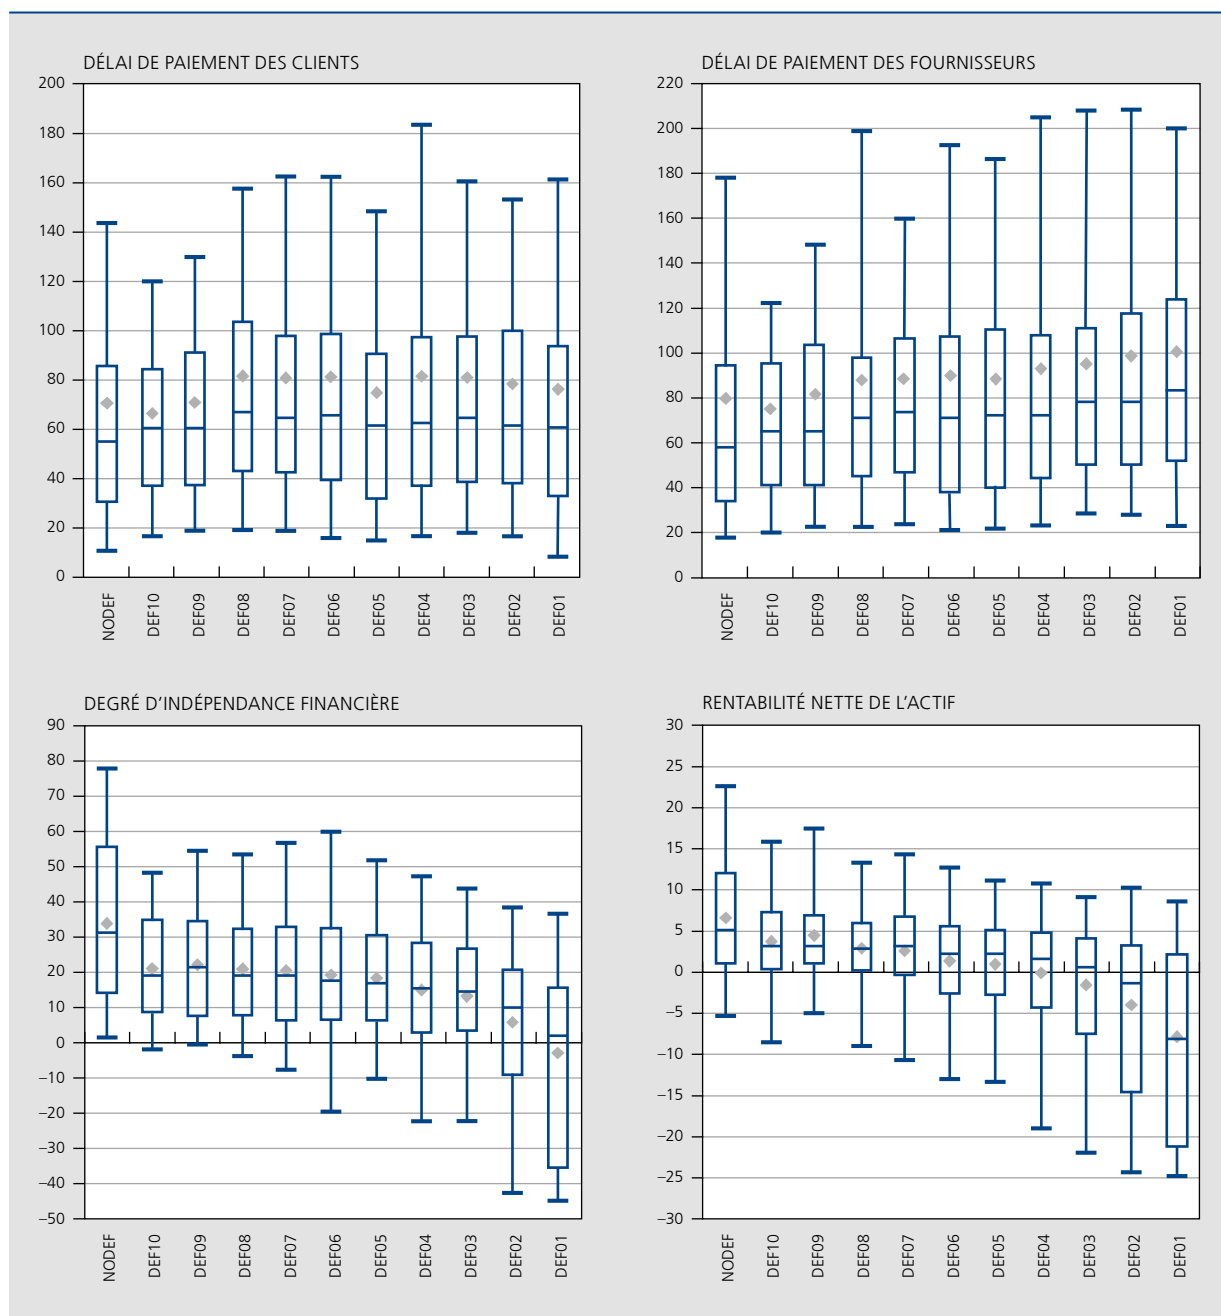 DÉLAI DE PAIEMENT DES CLIENTS
200
180
160
140
120
100
80
60
40
20
0
NODEF
DEF10
DEF09
DEF08
DEF07
DEF06
DEF05
DEF04
DEF03
DEF02
DEF01
DÉLAI DE PAIEMENT DES FOURNISSEURS
220
200
180
160
140
120
100
80
60
40
20
0
NODEF
DEF10
DEF09
DEF08
DEF07
DEF06
DEF05
DEF04
DEF03
DEF02
DEF01
DEGRÉ D’INDÉPENDANCE FINANCIÈRE
90
80
70
60
50
40
30
20
10
0
–10
–20
–30
–40
–50
NODEF
DEF10
DEF09
DEF08
DEF07
DEF06
DEF05
DEF04
DEF03
DEF02
DEF01
RENTABILITÉ NETTE DE L’ACTIF
30
25
20
15
10
5
0
–5
–10
–15
–20
–25
–30
NODEF
DEF10
DEF09
DEF08
DEF07
DEF06
DEF05
DEF04
DEF03
DEF02
DEF01